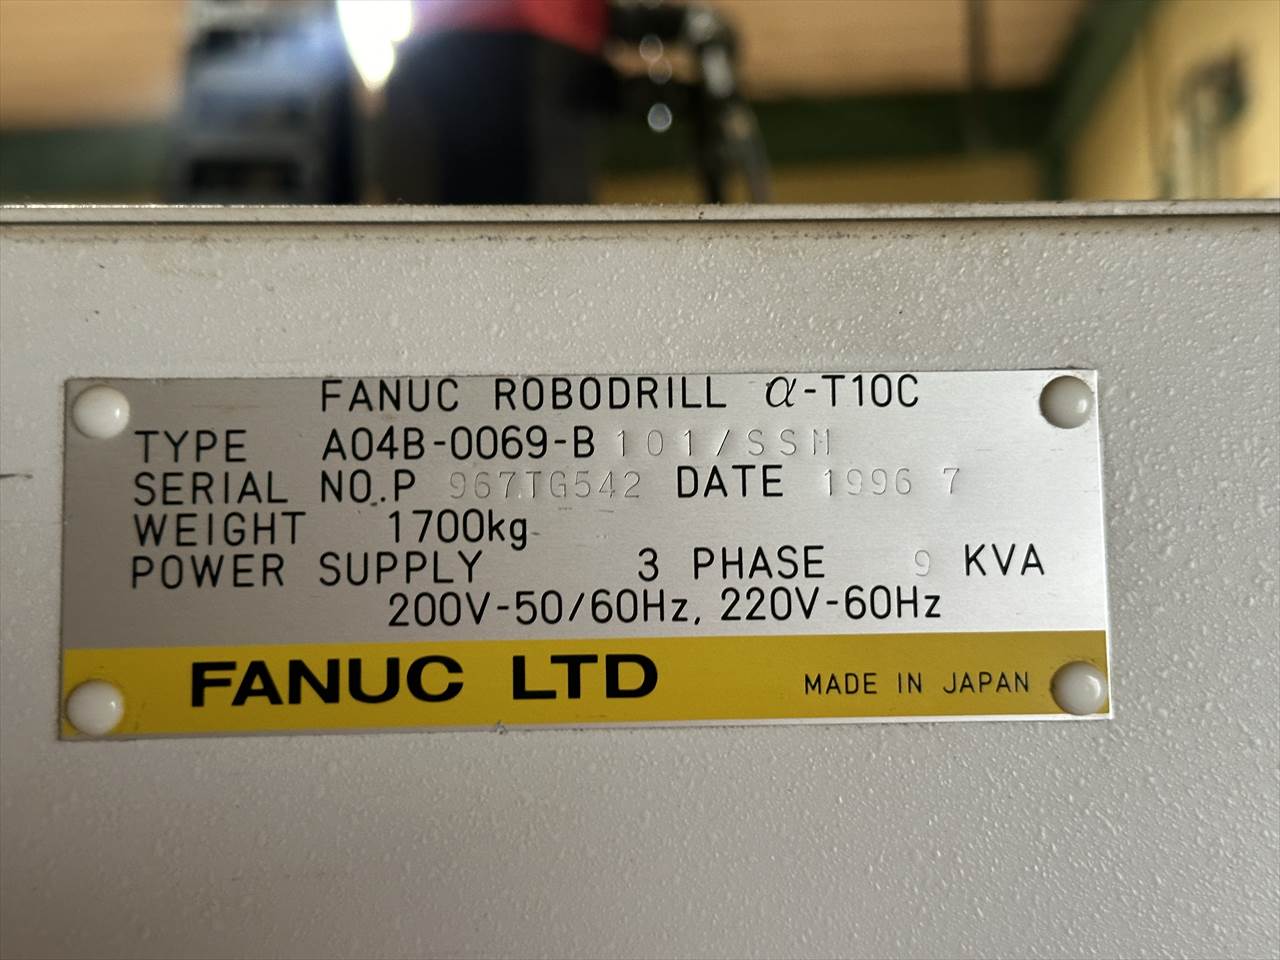 FANUC ROBODRILL α-T10C
TYPE A04B-0069-B 101/SSM
SERIAL NO.P 967TG542 DATE 1996 7
WEIGHT 1700kg
POWER SUPPLY 3 PHASE 9 KVA
200V-50/60Hz, 220V-60Hz
FANUC LTD MADE IN JAPAN